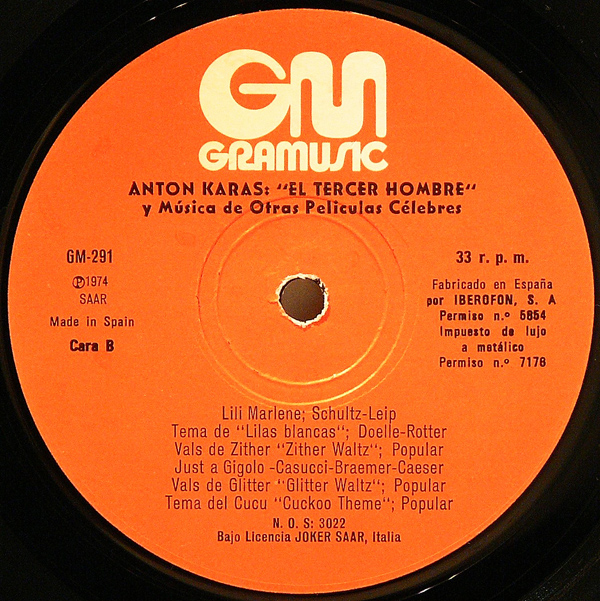 GM
GRAMUSIC
ANTON KARAS: “EL TERCER HOMBRE“
y Música de Otras Peliculas Célebres
GM-291
Ⓟ1974
SAAR
Made in Spain
Cara B
33 r. p. m.
Fabricado en España
por IBEROFON, S. A
Permiso n.º 5654
Impuesto de lujo
a metálico
Permiso n.º 7176
Lili Marlene; Schultz-Leip
Tema de “Lilas blancas“; Doelle-Rotter
Vals de Zither “Zither Waltz“; Popular
Just a Gigolo -Casucci-Braemer-Caeser
Vals de Glitter “Glitter Waltz“; Popular
Tema del Cucu “Cuckoo Theme“; Popular
N. O. S: 3022
Bajo Licencia JOKER SAAR, Italia